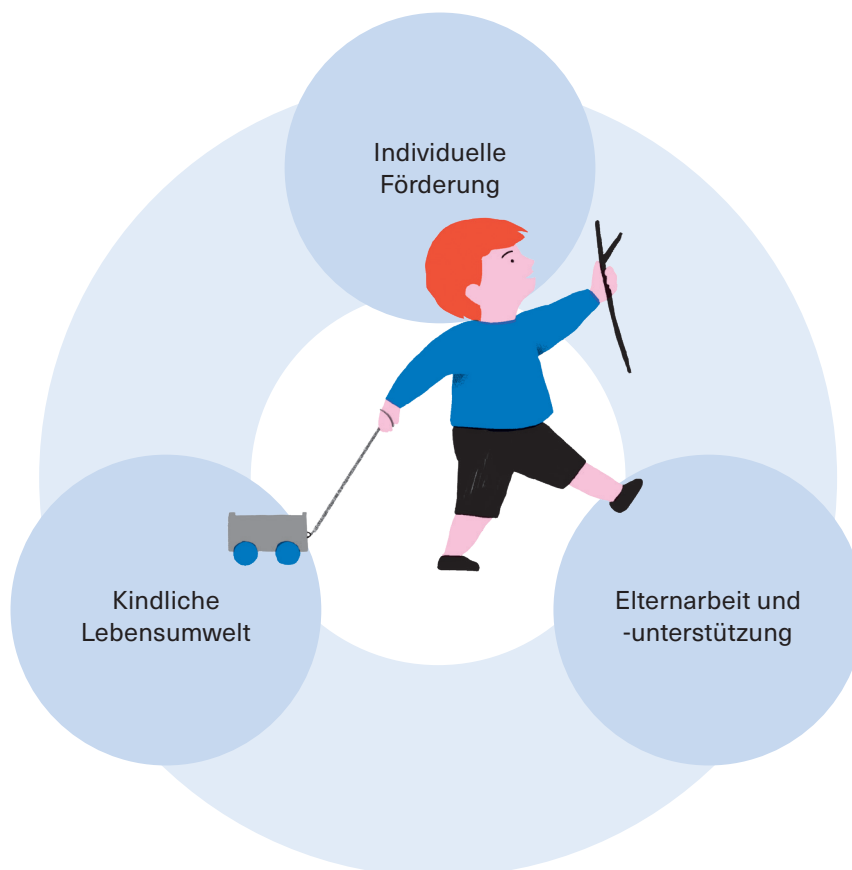 Individuelle
Förderung
Kindliche
Lebensumwelt
Elternarbeit und
-unterstützung